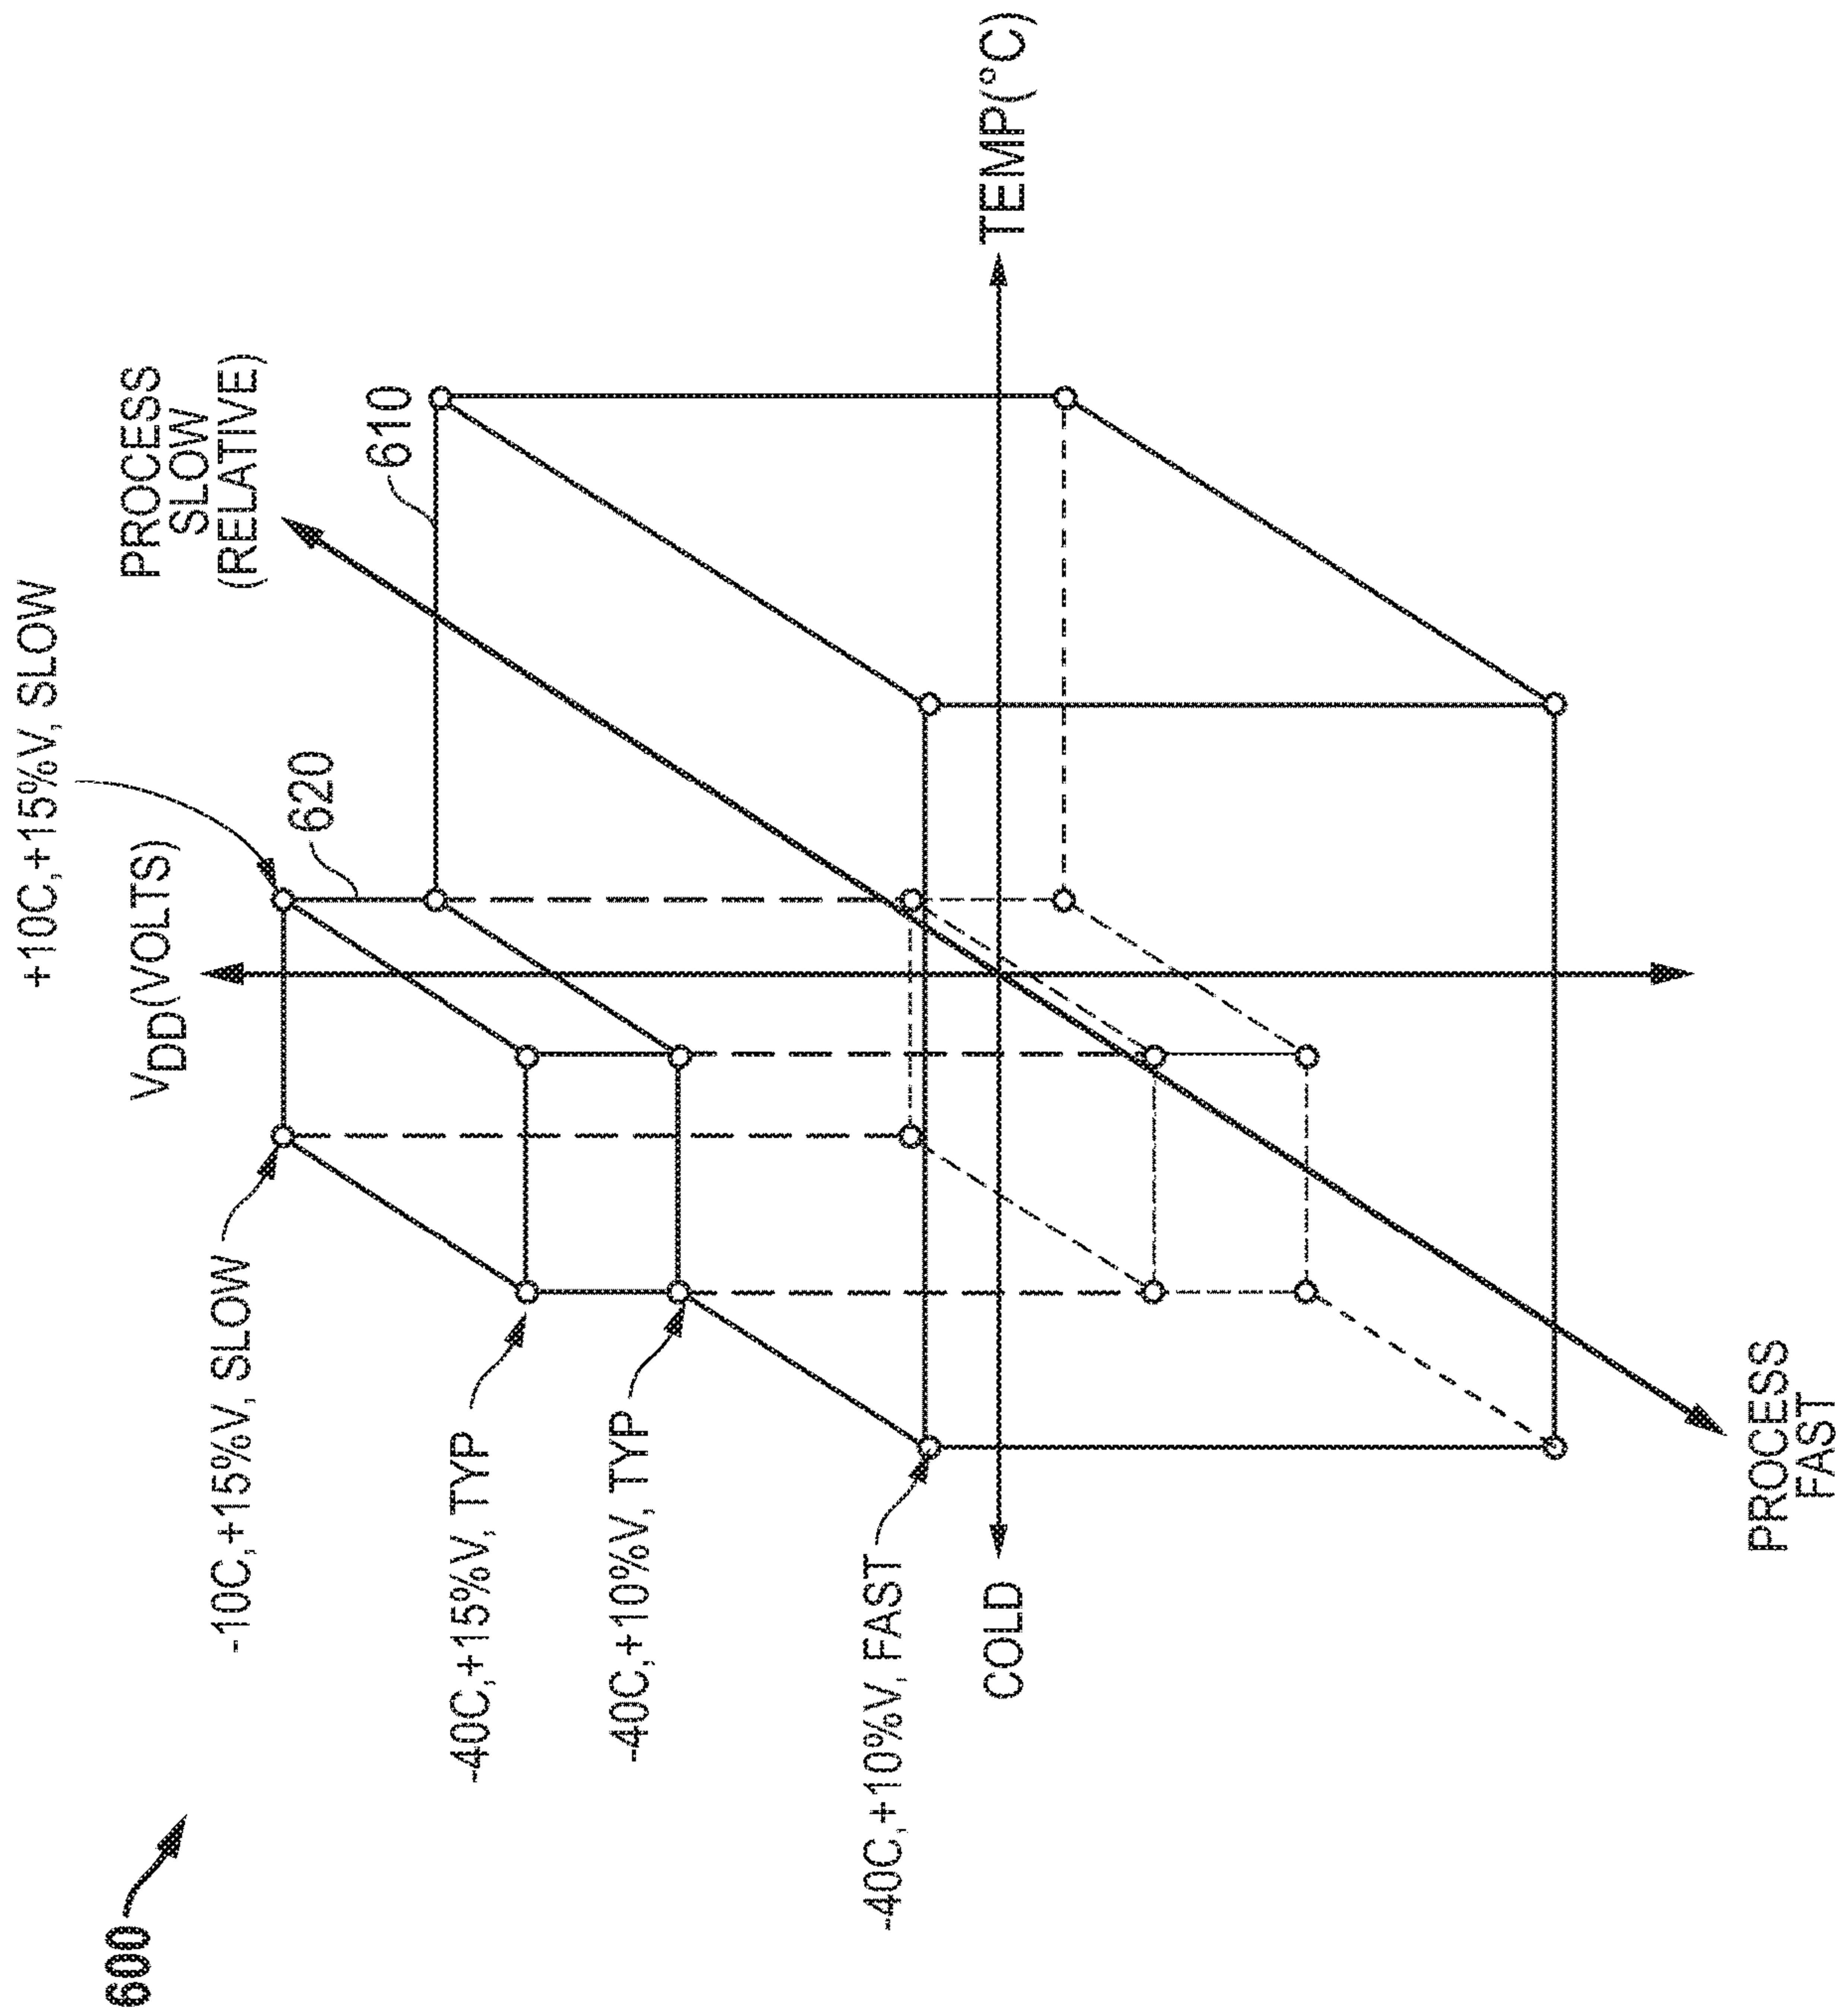 600
+10C,+15%V, SLOW
V_DD(VOLTS)
620
PROCESS
SLOW
(RELATIVE)
610
-10C,+15%V, SLOW
-40C,+15%V, TYP
-40C,+10%V, TYP
-40C,+10%V, FAST
COLD
TEMP(°C)
PROCESS
FAST